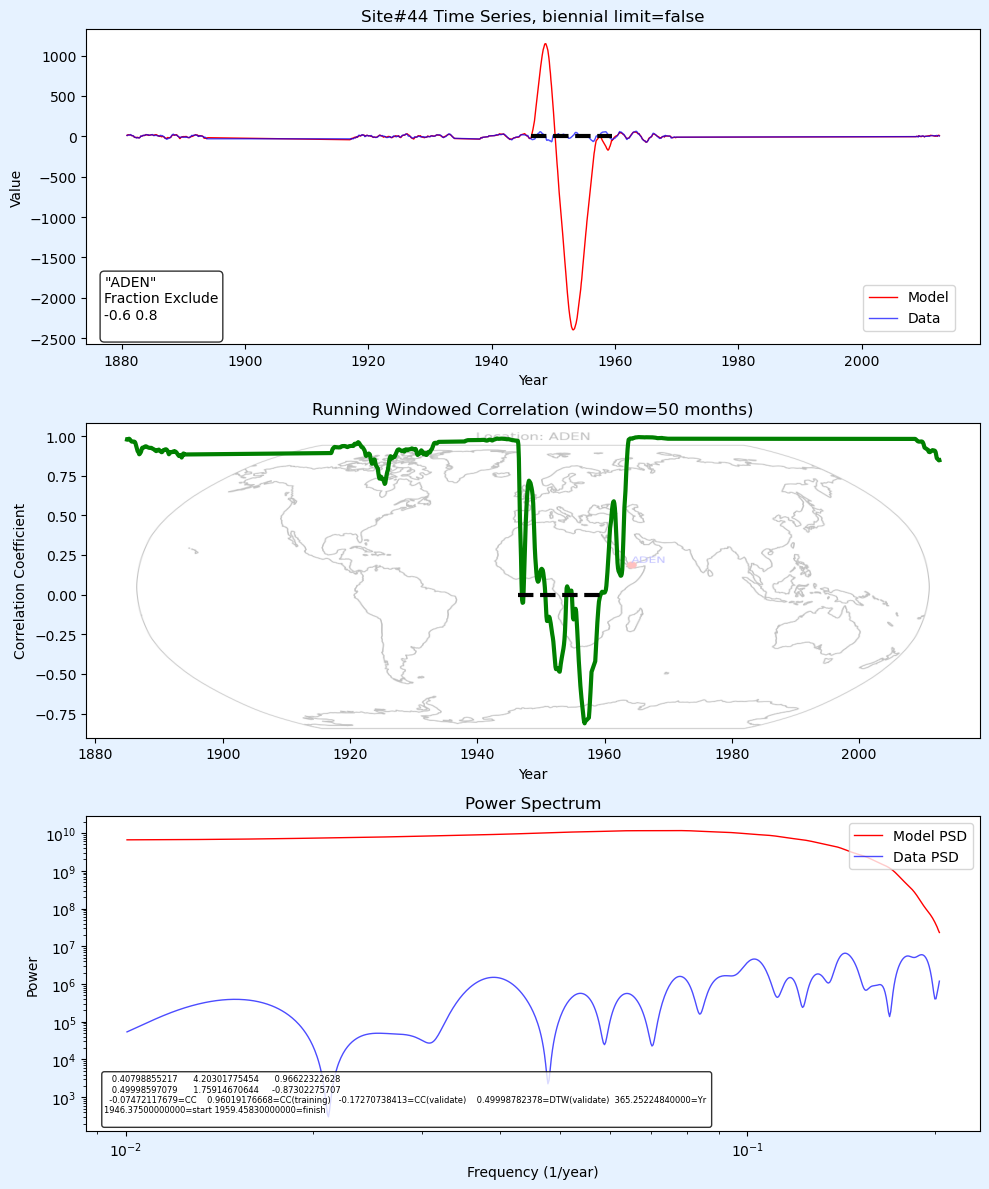 Site#44 Time Series, biennial limit=false
1000
500
0
−500
−1000
−1500
−2000
−2500
Value
"ADEN"
Fraction Exclude
-0.6 0.8
Model
Data
1880 1900 1920 1940 1960 1980 2000
Year
Running Windowed Correlation (window=50 months)
Location: ADEN
1.00
0.75
0.50
0.25
0.00
−0.25
−0.50
−0.75
Correlation Coefficient
ADEN
1880 1900 1920 1940 1960 1980 2000
Year
Power Spectrum
Model PSD
Data PSD
10^10
10^9
10^8
10^7
10^6
10^5
10^4
10^3
Power
0.40798855217 4.20301775454 0.96622322628
0.49998597079 1.75914670644 -0.87302275707
-0.07472117679=CC 0.96019176668=CC(training) -0.17270738413=CC(validate) 0.49998782378=DTW(validate) 365.25224840000=Yr
1946.37500000000=start 1959.45830000000=finish
10^−2 10^−1
Frequency (1/year)